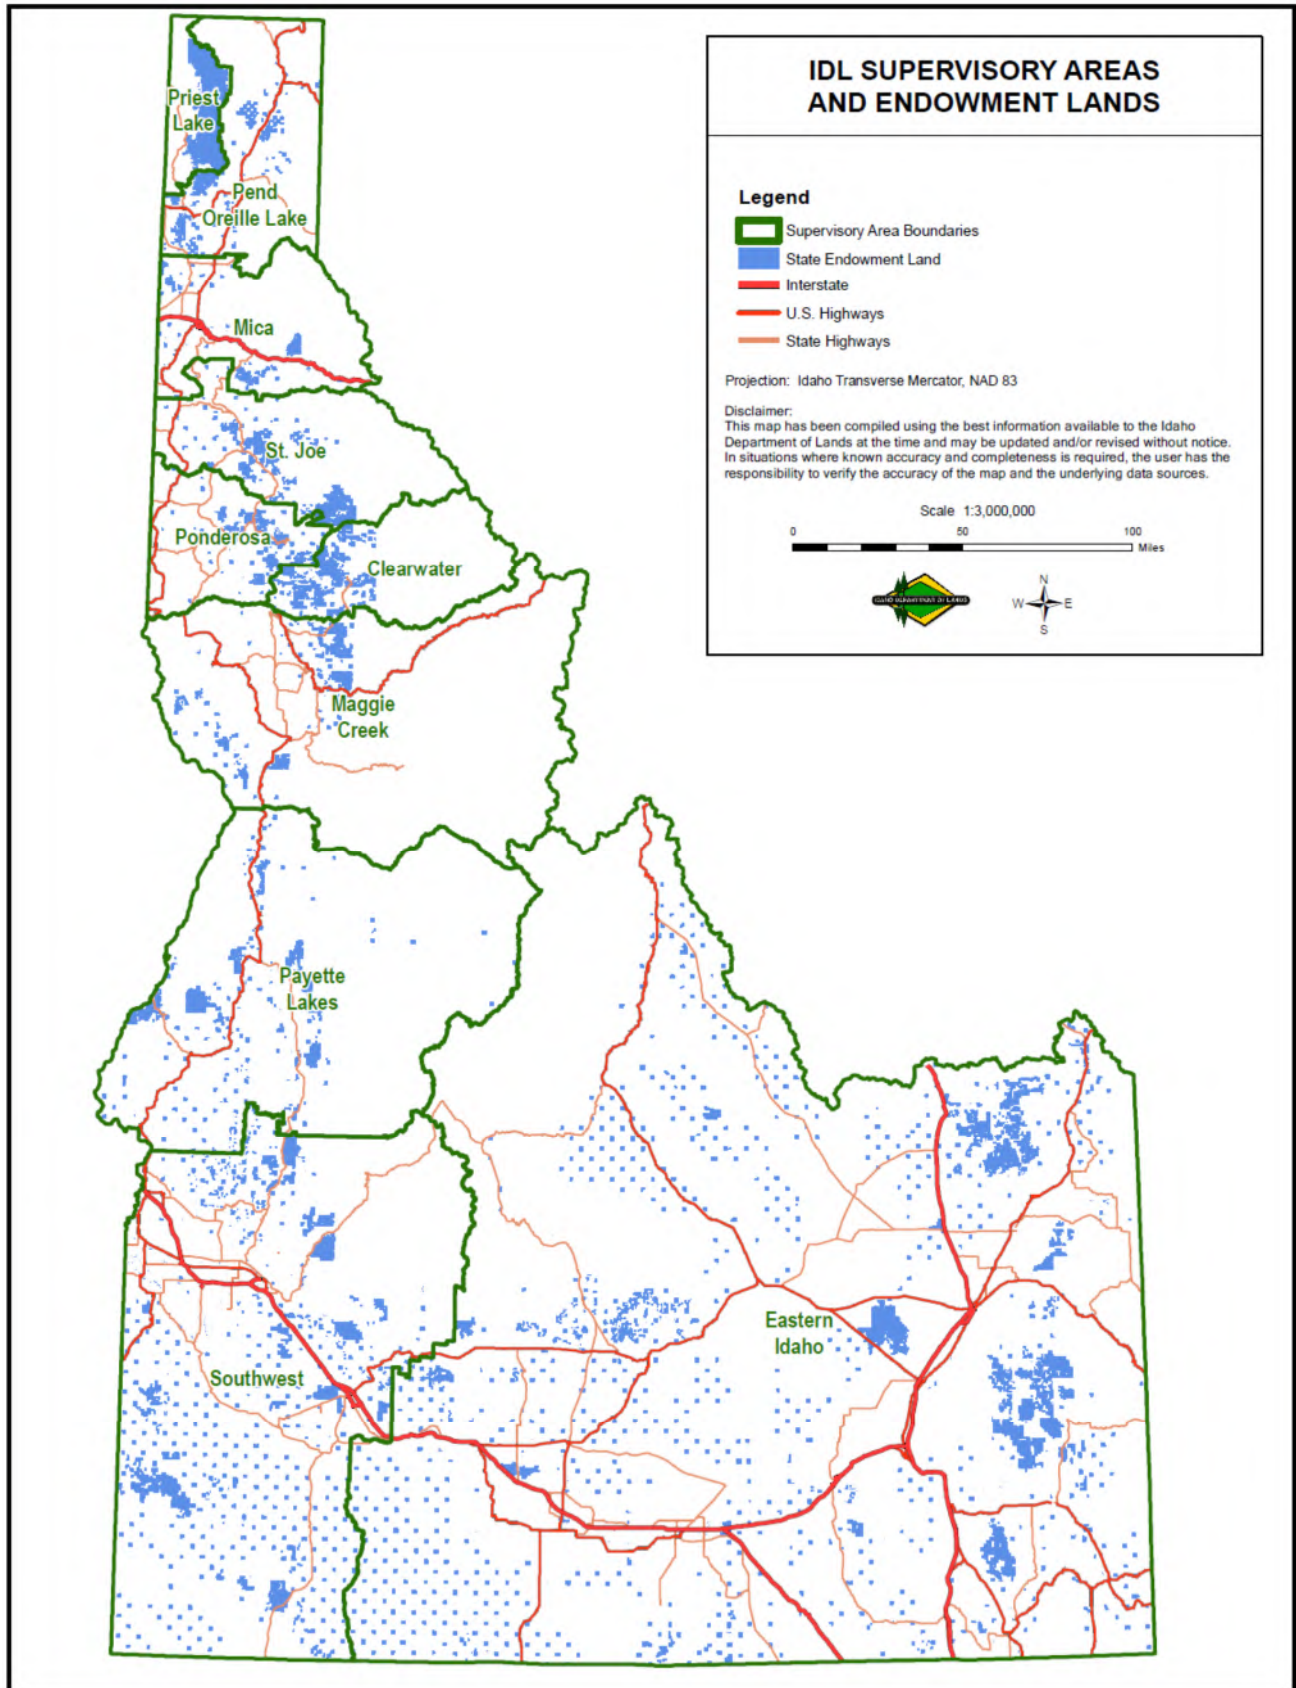 IDL SUPERVISORY AREAS
AND ENDOWMENT LANDS
Legend
Supervisory Area Boundaries
State Endowment Land
Interstate
U.S. Highways
State Highways
Projection: Idaho Transverse Mercator, NAD 83
Disclaimer:
This map has been compiled using the best information available to the Idaho
Department of Lands at the time and may be updated and/or revised without notice.
In situations where known accuracy and completeness is required, the user has the
responsibility to verify the accuracy of the map and the underlying data sources.
Scale 1:3,000,000
0 50 100
Miles
IDAHO DEPARTMENT OF LANDS
N
W E
S
Priest
Lake
Pend
Oreille Lake
Mica
St. Joe
Ponderosa
Clearwater
Maggie
Creek
Payette
Lakes
Eastern
Idaho
Southwest